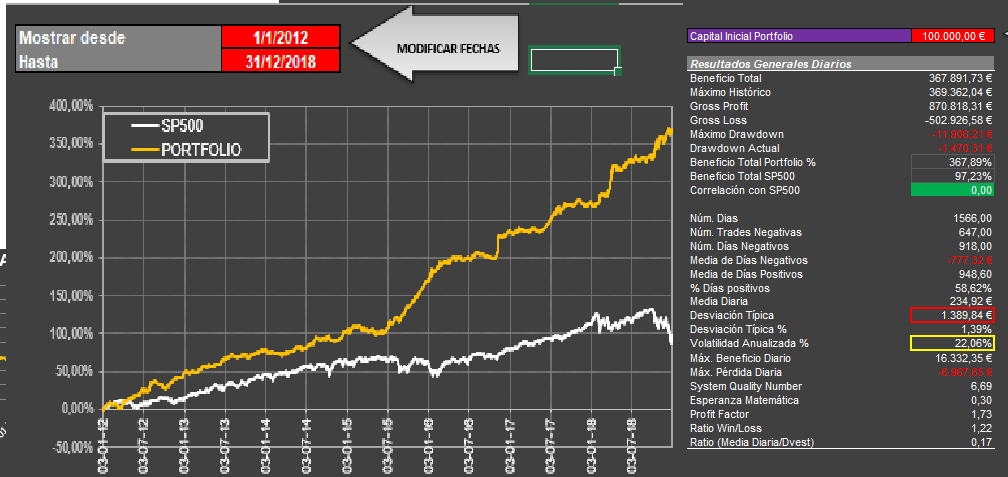 Mostrar desde 1/1/2012
Hasta 31/12/2018
MODIFICAR FECHAS
Capital Inicial Portfolio 100.000,00 €
400,00%
350,00%
300,00%
250,00%
200,00%
150,00%
100,00%
50,00%
0,00%
-50,00%
SP500
PORTFOLIO
03-01-12
03-07-12
03-01-13
03-07-13
03-01-14
03-07-14
03-01-15
03-07-15
03-01-16
03-07-16
03-01-17
03-07-17
03-01-18
03-07-18
Resultados Generales Diarios
Beneficio Total 367.891,73 €
Máximo Histórico 369.362,04 €
Gross Profit 870.818,31 €
Gross Loss -502.926,58 €
Máximo Drawdown -11.908,21 €
Drawdown Actual -1.470,31 €
Beneficio Total Portfolio % 367,89%
Beneficio Total SP500 97,23%
Correlación con SP500 0,00
Núm. Dias 1566,00
Núm. Trades Negativas 647,00
Núm. Días Negativos 918,00
Media de Días Negativos -777,32 €
Media de Días Positivos 948,60
% Días positivos 58,62%
Media Diaria 234,92 €
Desviación Típica 1.389,84 €
Desviación Típica % 1,39%
Volatilidad Anualizada % 22,06%
Máx. Beneficio Diario 16.332,35 €
Máx. Pérdida Diaria -6.967,65 €
System Quality Number 6,69
Esperanza Matemática 0,30
Profit Factor 1,73
Ratio Win/Loss 1,22
Ratio (Media Diaria/Dvest) 0,17